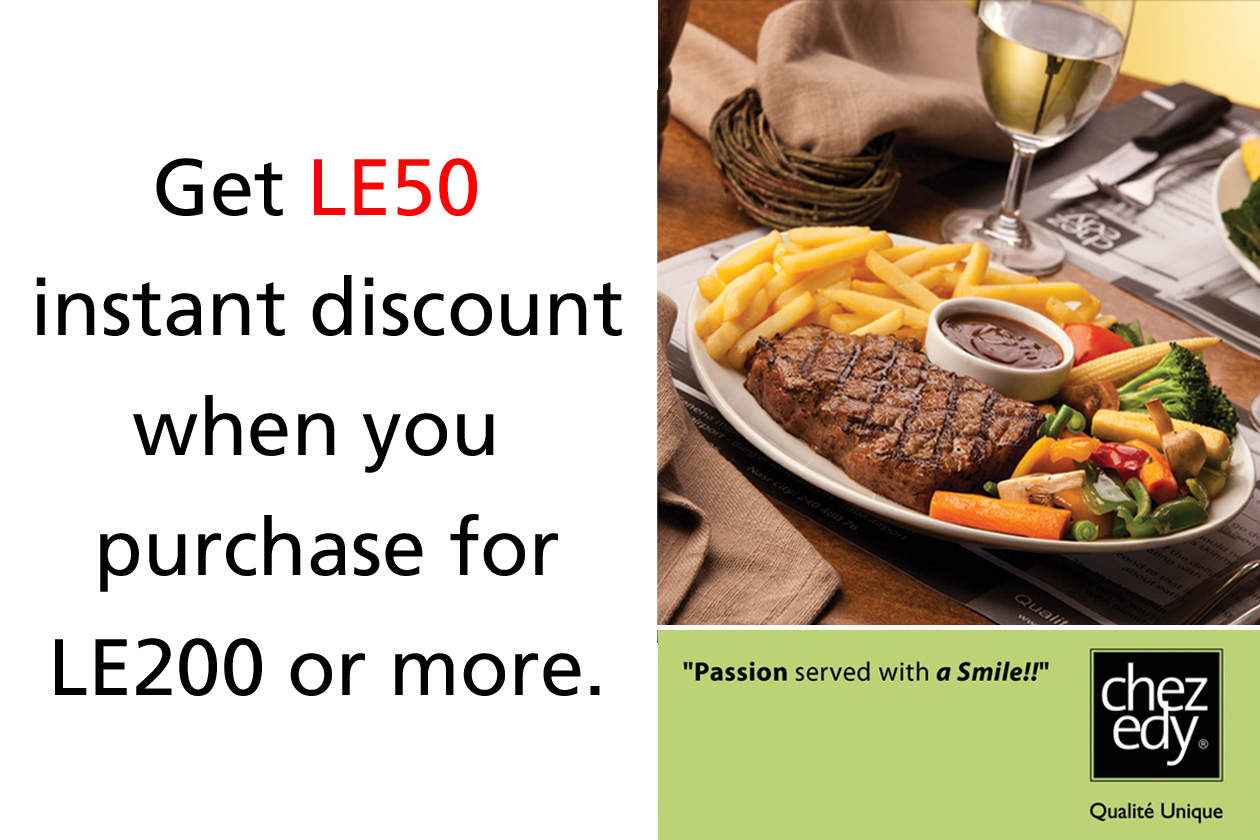 Get LE50
instant discount
when you
purchase for
LE200 or more.
"Passion served with a Smile!!"
chez
edy®
Qualité Unique